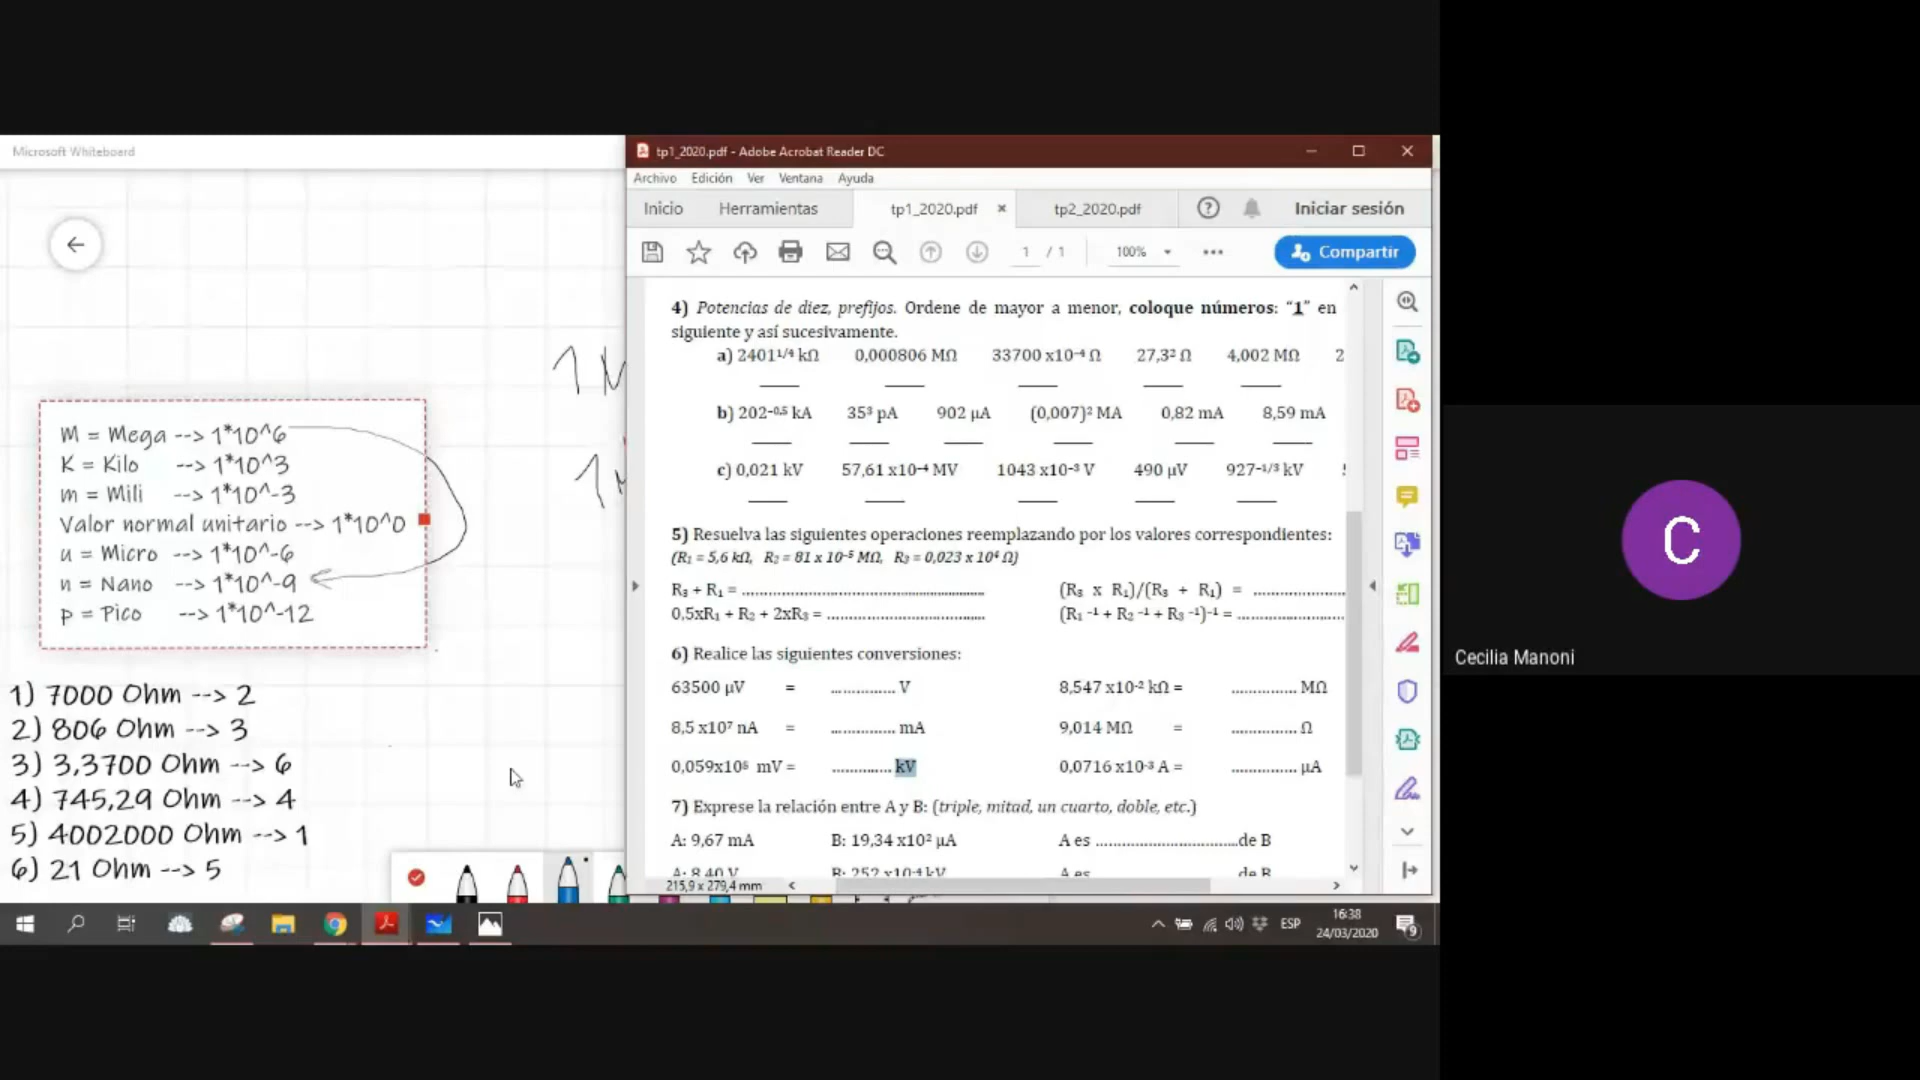 Microsoft Whiteboard
M = Mega --> 1*10^6
K = Kilo --> 1*10^3
m = Mili --> 1*10^-3
Valor normal unitario --> 1*10^0
u = Micro --> 1*10^-6
n = Nano --> 1*10^-9
p = Pico --> 1*10^-12
1) 7000 Ohm --> 2
2) 806 Ohm --> 3
3) 3,3700 Ohm --> 6
4) 745,29 Ohm --> 4
5) 4002000 Ohm --> 1
6) 21 Ohm --> 5
1 M
1
tp1_2020.pdf - Adobe Acrobat Reader DC
Archivo Edición Ver Ventana Ayuda
Inicio Herramientas tp1_2020.pdf × tp2_2020.pdf Iniciar sesión
1 / 1 100% Compartir
4) Potencias de diez, prefijos. Ordene de mayor a menor, coloque números: “1” en
siguiente y así sucesivamente.
a) 2401¹/⁴ kΩ 0,000806 MΩ 33700 x10⁻⁴ Ω 27,3² Ω 4,002 MΩ 2
b) 202⁻⁰·⁵ kA 35³ pA 902 µA (0,007)² MA 0,82 mA 8,59 mA
c) 0,021 kV 57,61 x10⁻⁴ MV 1043 x10⁻³ V 490 µV 927⁻¹/³ kV
5) Resuelva las siguientes operaciones reemplazando por los valores correspondientes:
(R₁ = 5,6 kΩ, R₂ = 81 x 10⁻⁵ MΩ, R₃ = 0,023 x 10⁴ Ω)
R₃ + R₁ = .......................................................... (R₃ x R₁)/(R₃ + R₁) = ......................
0,5xR₁ + R₂ + 2xR₃ = ...................................... (R₁⁻¹ + R₂⁻¹ + R₃⁻¹)⁻¹ = ..........................
6) Realice las siguientes conversiones:
63500 µV = ................ V 8,547 x10⁻² kΩ = ................ MΩ
8,5 x10⁷ nA = ................ mA 9,014 MΩ = ................ Ω
mV = ............... kV 0,0716 x10⁻³ A = ................ µA
7) Exprese la relación entre A y B: (triple, mitad, un cuarto, doble, etc.)
A: 9,67 mA B: 19,34 x10² µA A es ...................................de B
A: 8,40 V B: 252 x10⁻⁴ kV A es de B
215,9 x 279,4 mm
ESP
16:38
24/03/2020
9
C
Cecilia Manoni